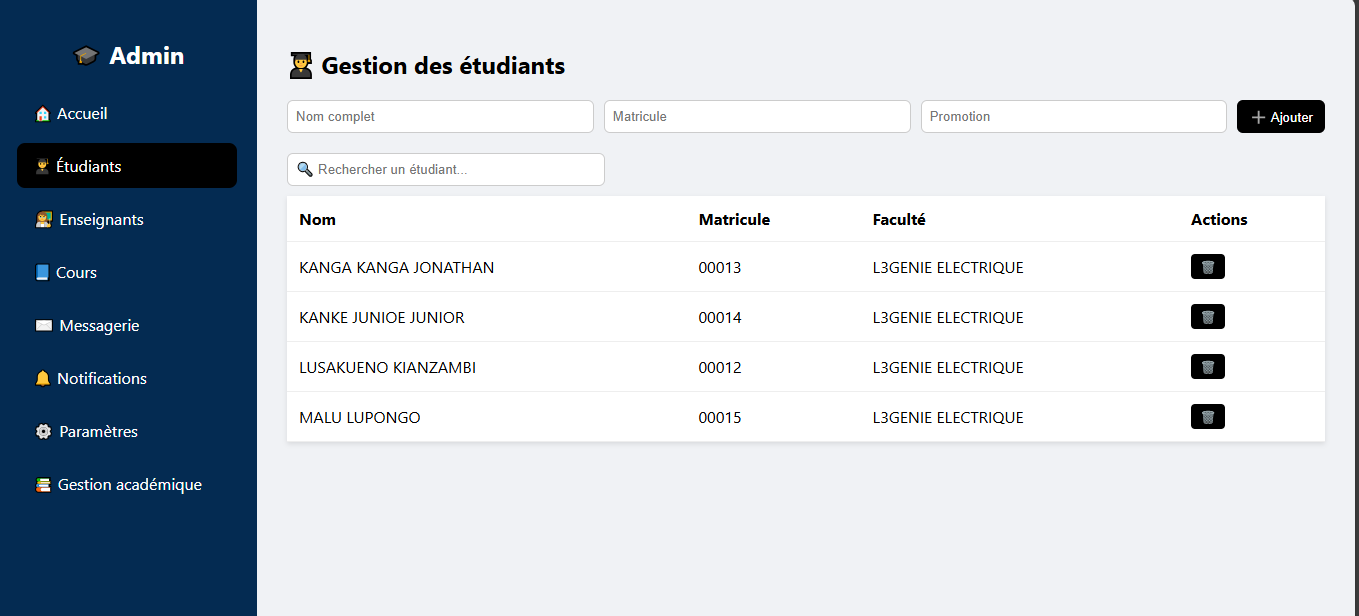 Admin
Accueil
Étudiants
Enseignants
Cours
Messagerie
Notifications
Paramètres
Gestion académique
Gestion des étudiants
Nom complet Matricule Promotion + Ajouter
Rechercher un étudiant...
Nom Matricule Faculté Actions
KANGA KANGA JONATHAN 00013 L3GENIE ELECTRIQUE
KANKE JUNIOE JUNIOR 00014 L3GENIE ELECTRIQUE
LUSAKUENO KIANZAMBI 00012 L3GENIE ELECTRIQUE
MALU LUPONGO 00015 L3GENIE ELECTRIQUE